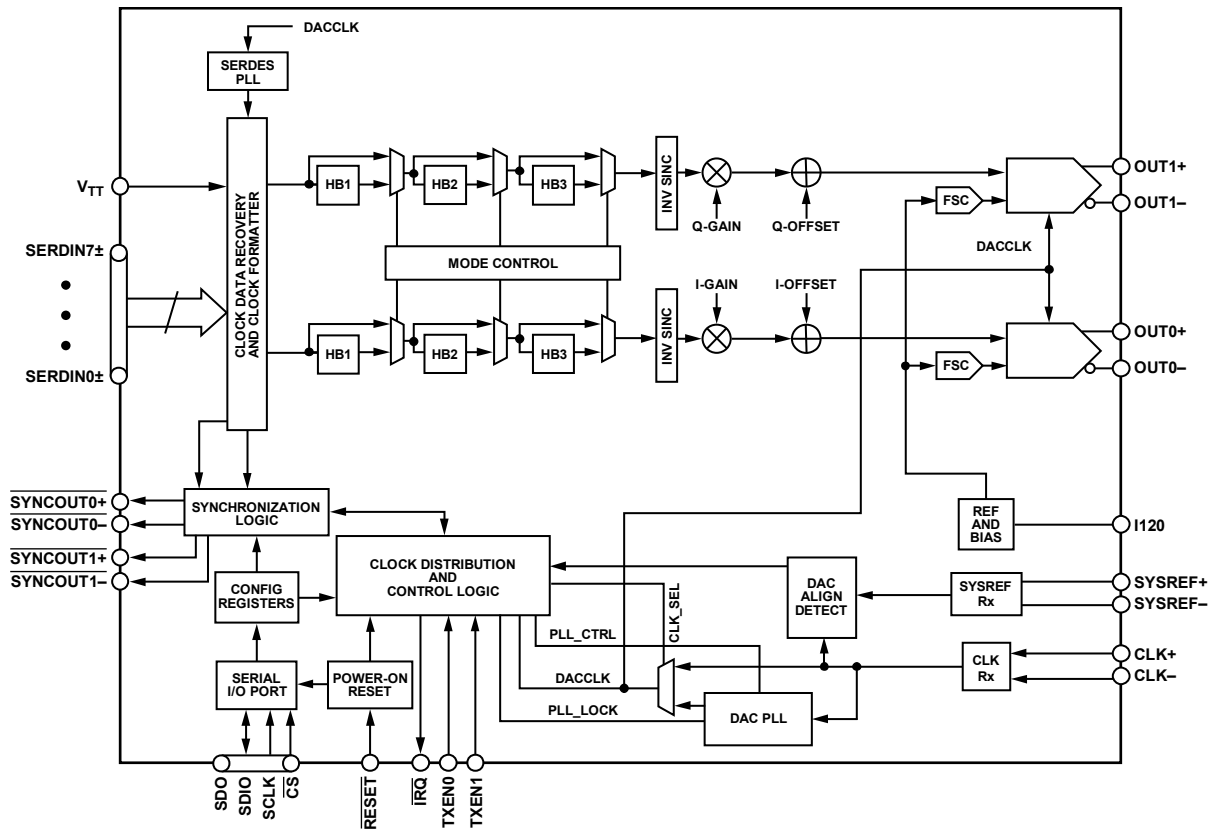 DACCLK
SERDES
PLL
VTT
SERDIN7±
SERDIN0±
CLOCK DATA RECOVERY
AND CLOCK FORMATTER
HB1
HB2
HB3
INV SINC
Q-GAIN
Q-OFFSET
FSC
DACCLK
OUT1+
OUT1–
MODE CONTROL
HB1
HB2
HB3
INV SINC
I-GAIN
I-OFFSET
FSC
OUT0+
OUT0–
SYNCOUT0+
SYNCOUT0–
SYNCOUT1+
SYNCOUT1–
SYNCHRONIZATION
LOGIC
CLOCK DISTRIBUTION
AND
CONTROL LOGIC
CONFIG
REGISTERS
SERIAL
I/O PORT
POWER-ON
RESET
CLK_SEL
PLL_CTRL
DACCLK
PLL_LOCK
DAC PLL
DAC
ALIGN
DETECT
REF
AND
BIAS
I120
SYSREF
Rx
SYSREF+
SYSREF–
CLK
Rx
CLK+
CLK–
SDO
SDIO
SCLK
CS
RESET
IRQ
TXEN0
TXEN1